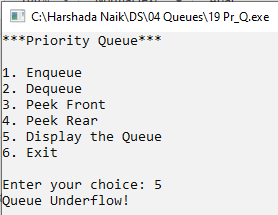 C:\Harshada Naik\DS\04 Queues\19 Pr_Q.exe
***Priority Queue***
1. Enqueue
2. Dequeue
3. Peek Front
4. Peek Rear
5. Display the Queue
6. Exit
Enter your choice: 5
Queue Underflow!